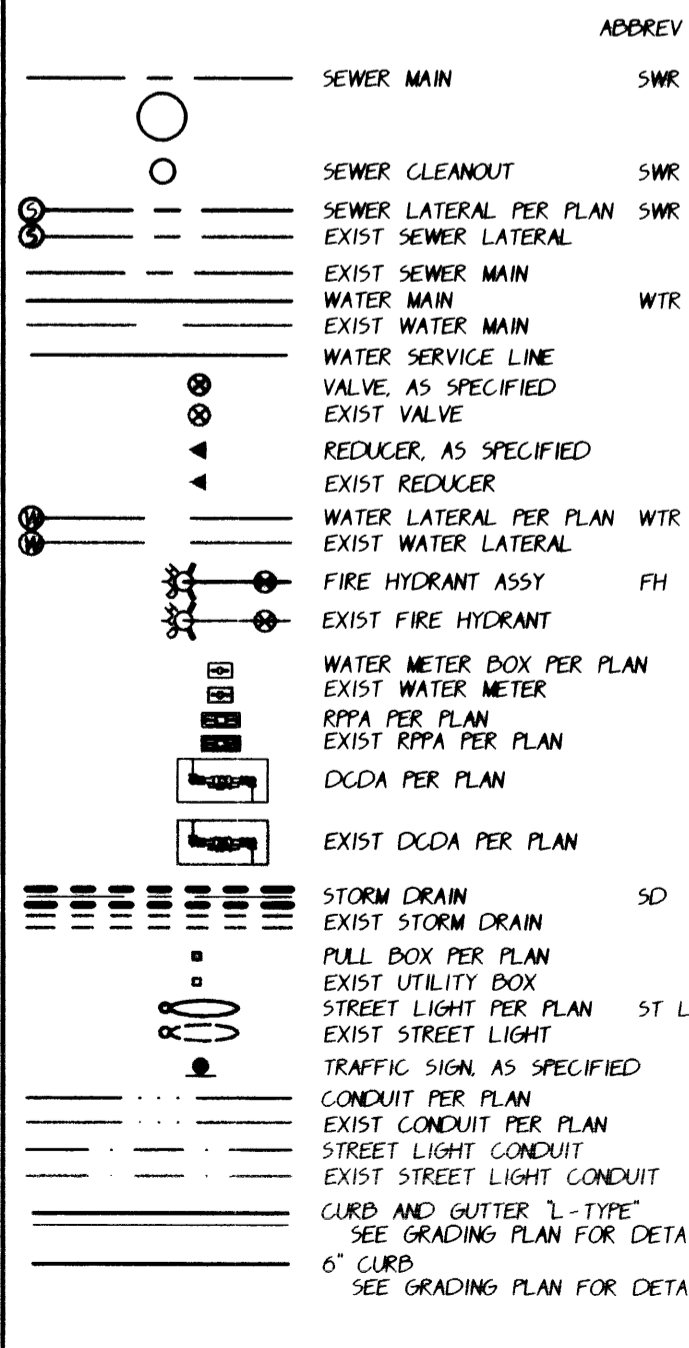 ABBREV
SEWER MAIN SWR
SEWER CLEANOUT SWR
S SEWER LATERAL PER PLAN SWR
S EXIST SEWER LATERAL
EXIST SEWER MAIN
WATER MAIN WTR
EXIST WATER MAIN
WATER SERVICE LINE
VALVE, AS SPECIFIED
EXIST VALVE
REDUCER, AS SPECIFIED
EXIST REDUCER
W WATER LATERAL PER PLAN WTR
W EXIST WATER LATERAL
FIRE HYDRANT ASSY FH
EXIST FIRE HYDRANT
WATER METER BOX PER PLAN
EXIST WATER METER
RPPA PER PLAN
EXIST RPPA PER PLAN
DCDA PER PLAN
EXIST DCDA PER PLAN
STORM DRAIN SD
EXIST STORM DRAIN
PULL BOX PER PLAN
EXIST UTILITY BOX
STREET LIGHT PER PLAN ST L
EXIST STREET LIGHT
TRAFFIC SIGN, AS SPECIFIED
CONDUIT PER PLAN
EXIST CONDUIT PER PLAN
STREET LIGHT CONDUIT
EXIST STREET LIGHT CONDUIT
CURB AND GUTTER "L-TYPE"
SEE GRADING PLAN FOR DETA
6" CURB
SEE GRADING PLAN FOR DETA